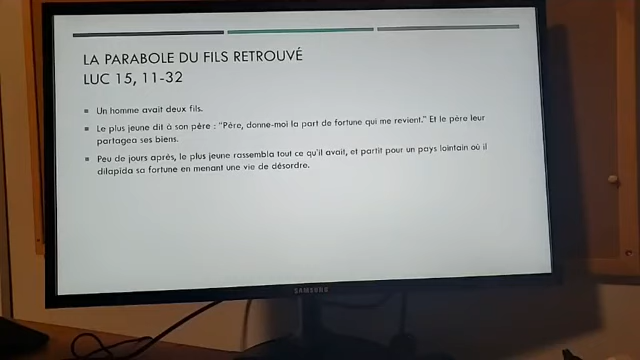 LA PARABOLE DU FILS RETROUVÉ
LUC 15, 11-32
Un homme avait deux fils.
Le plus jeune dit à son père : "Père, donne-moi la part de fortune qui me revient." Et le père leur
partagea ses biens.
Peu de jours après, le plus jeune rassembla tout ce qu'il avait, et partit pour un pays lointain où il
dilapida sa fortune en menant une vie de désordre.
SAMSUNG